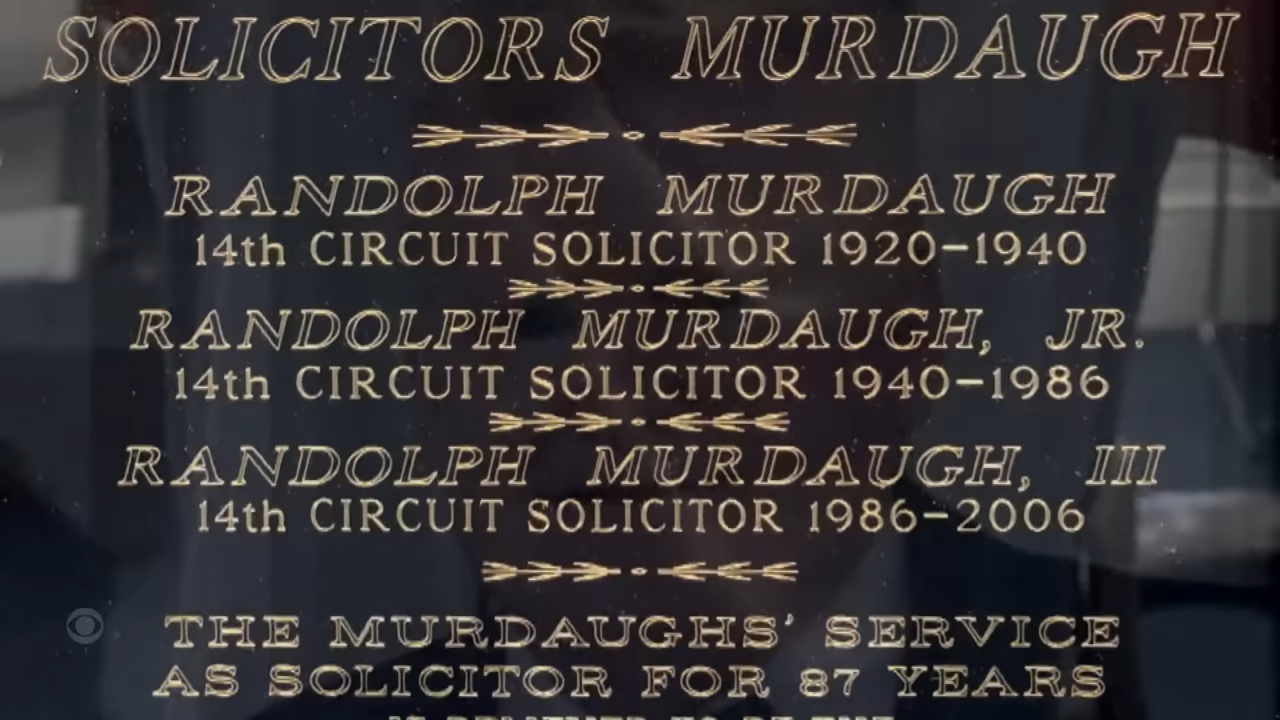 SOLICITORS MURDAUGH
RANDOLPH MURDAUGH
14th CIRCUIT SOLICITOR 1920-1940
RANDOLPH MURDAUGH, JR.
14th CIRCUIT SOLICITOR 1940-1986
RANDOLPH MURDAUGH, III
14th CIRCUIT SOLICITOR 1986-2006
THE MURDAUGHS' SERVICE
AS SOLICITOR FOR 87 YEARS